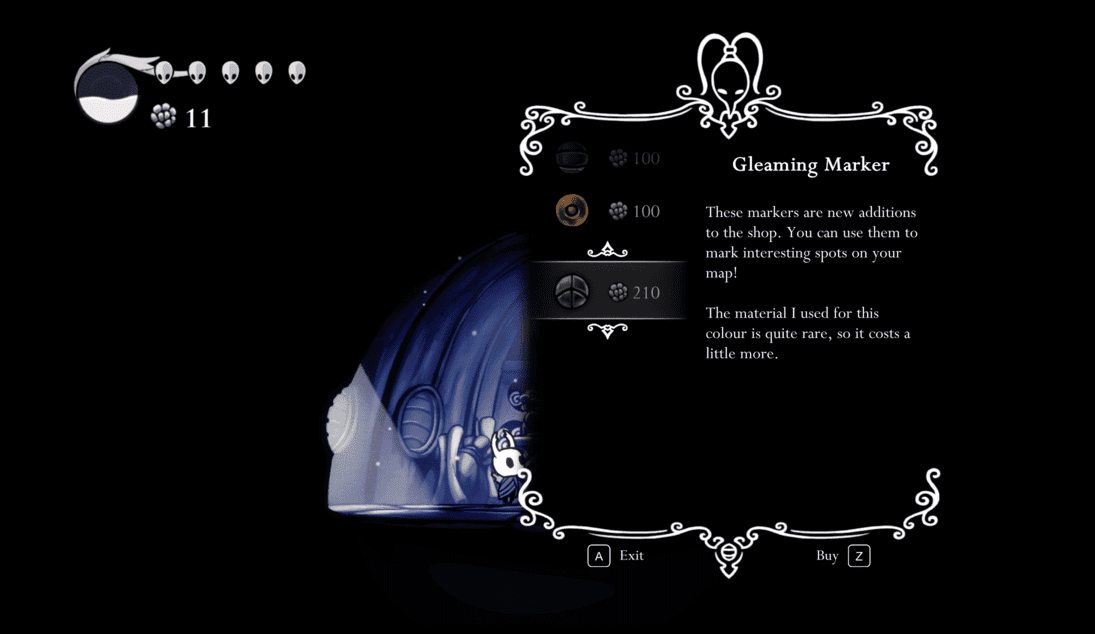 11
100
100
210
Gleaming Marker
These markers are new additions
to the shop. You can use them to
mark interesting spots on your
map!
The material I used for this
colour is quite rare, so it costs a
little more.
A Exit
Buy Z